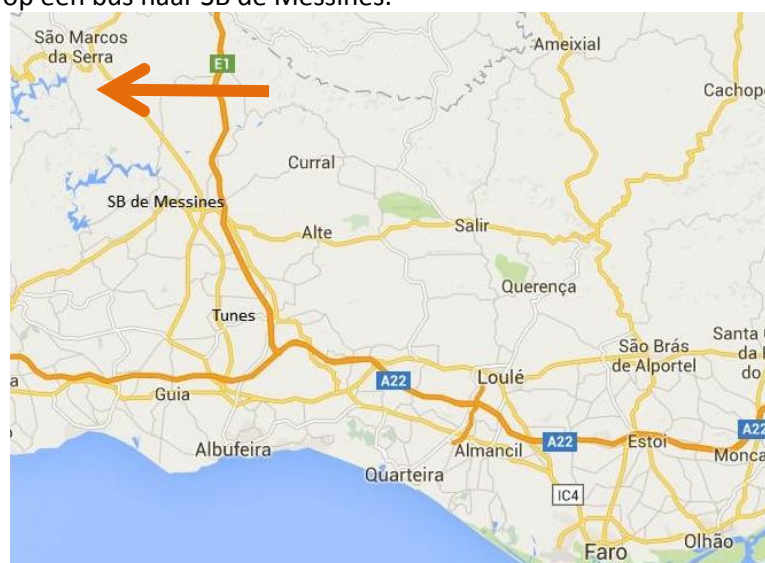 op een bus naar SB de Messines.
São Marcos
da Serra
E1
Ameixial
Cachop
Curral
SB de Messines
Alte
Salir
Querença
Tunes
São Brás
de Alportel
Santa
da
do
A22
Loulé
a
Guia
A22
Estoi
A22
Monca
Albufeira
Almancil
Quarteira
IC4
Faro
Olhão